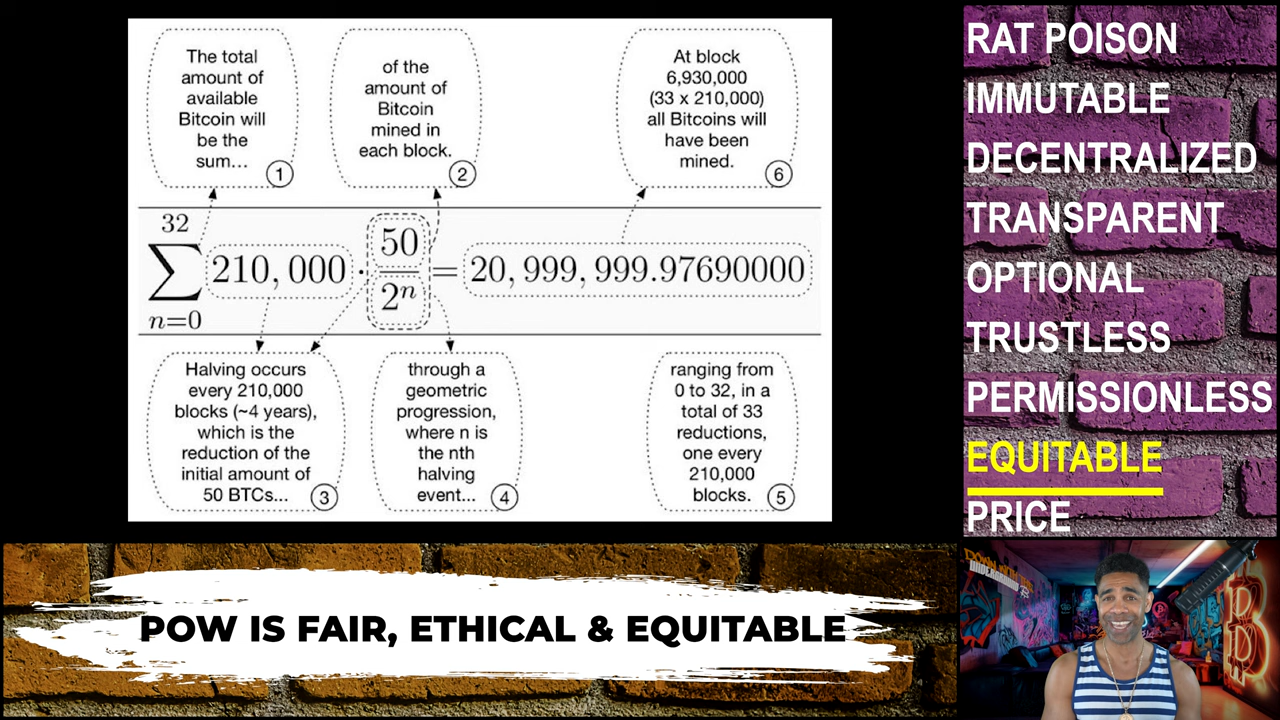 The total
amount of
available
Bitcoin will
be the
sum...
1
of the
amount of
Bitcoin
mined in
each block.
2
At block
6,930,000
(33 x 210,000)
all Bitcoins will
have been
mined.
6
32
∑ 210,000 · 50/2ⁿ = 20,999,999.97690000
n=0
Halving occurs
every 210,000
blocks (~4 years),
which is the
reduction of the
initial amount of
50 BTCs...
3
through a
geometric
progression,
where n is
the nth
halving
event...
4
ranging from
0 to 32, in a
total of 33
reductions,
one every
210,000
blocks.
5
RAT POISON
IMMUTABLE
DECENTRALIZED
TRANSPARENT
OPTIONAL
TRUSTLESS
PERMISSIONLESS
EQUITABLE
PRICE
POW IS FAIR, ETHICAL & EQUITABLE
UNDERGROUND